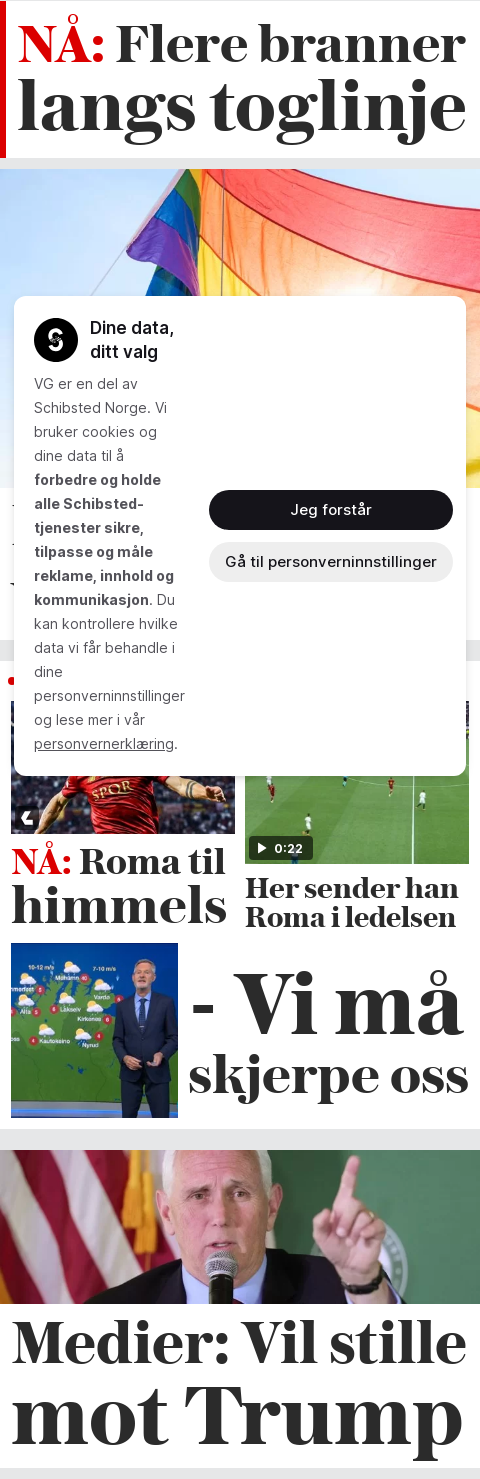 NÅ: Flere branner
langs toglinje
Dine data,
ditt valg
VG er en del av
Schibsted Norge. Vi
bruker cookies og
dine data til å
forbedre og holde
alle Schibsted-
tjenester sikre,
tilpasse og måle
reklame, innhold og
kommunikasjon. Du
kan kontrollere hvilke
data vi får behandle i
dine
personverninnstillinger
og lese mer i vår
personvernerklæring.
Jeg forstår
Gå til personverninnstillinger
SPQR
0:22
NÅ: Roma til
himmels
Her sender han
Roma i ledelsen
10-12 m/s
7-10 m/s
Mehamn
Vardø
Alta
Lakselv
Kirkenes
Kautokeino
Nyrud
- Vi må
skjerpe oss
Medier: Vil stille
mot Trump